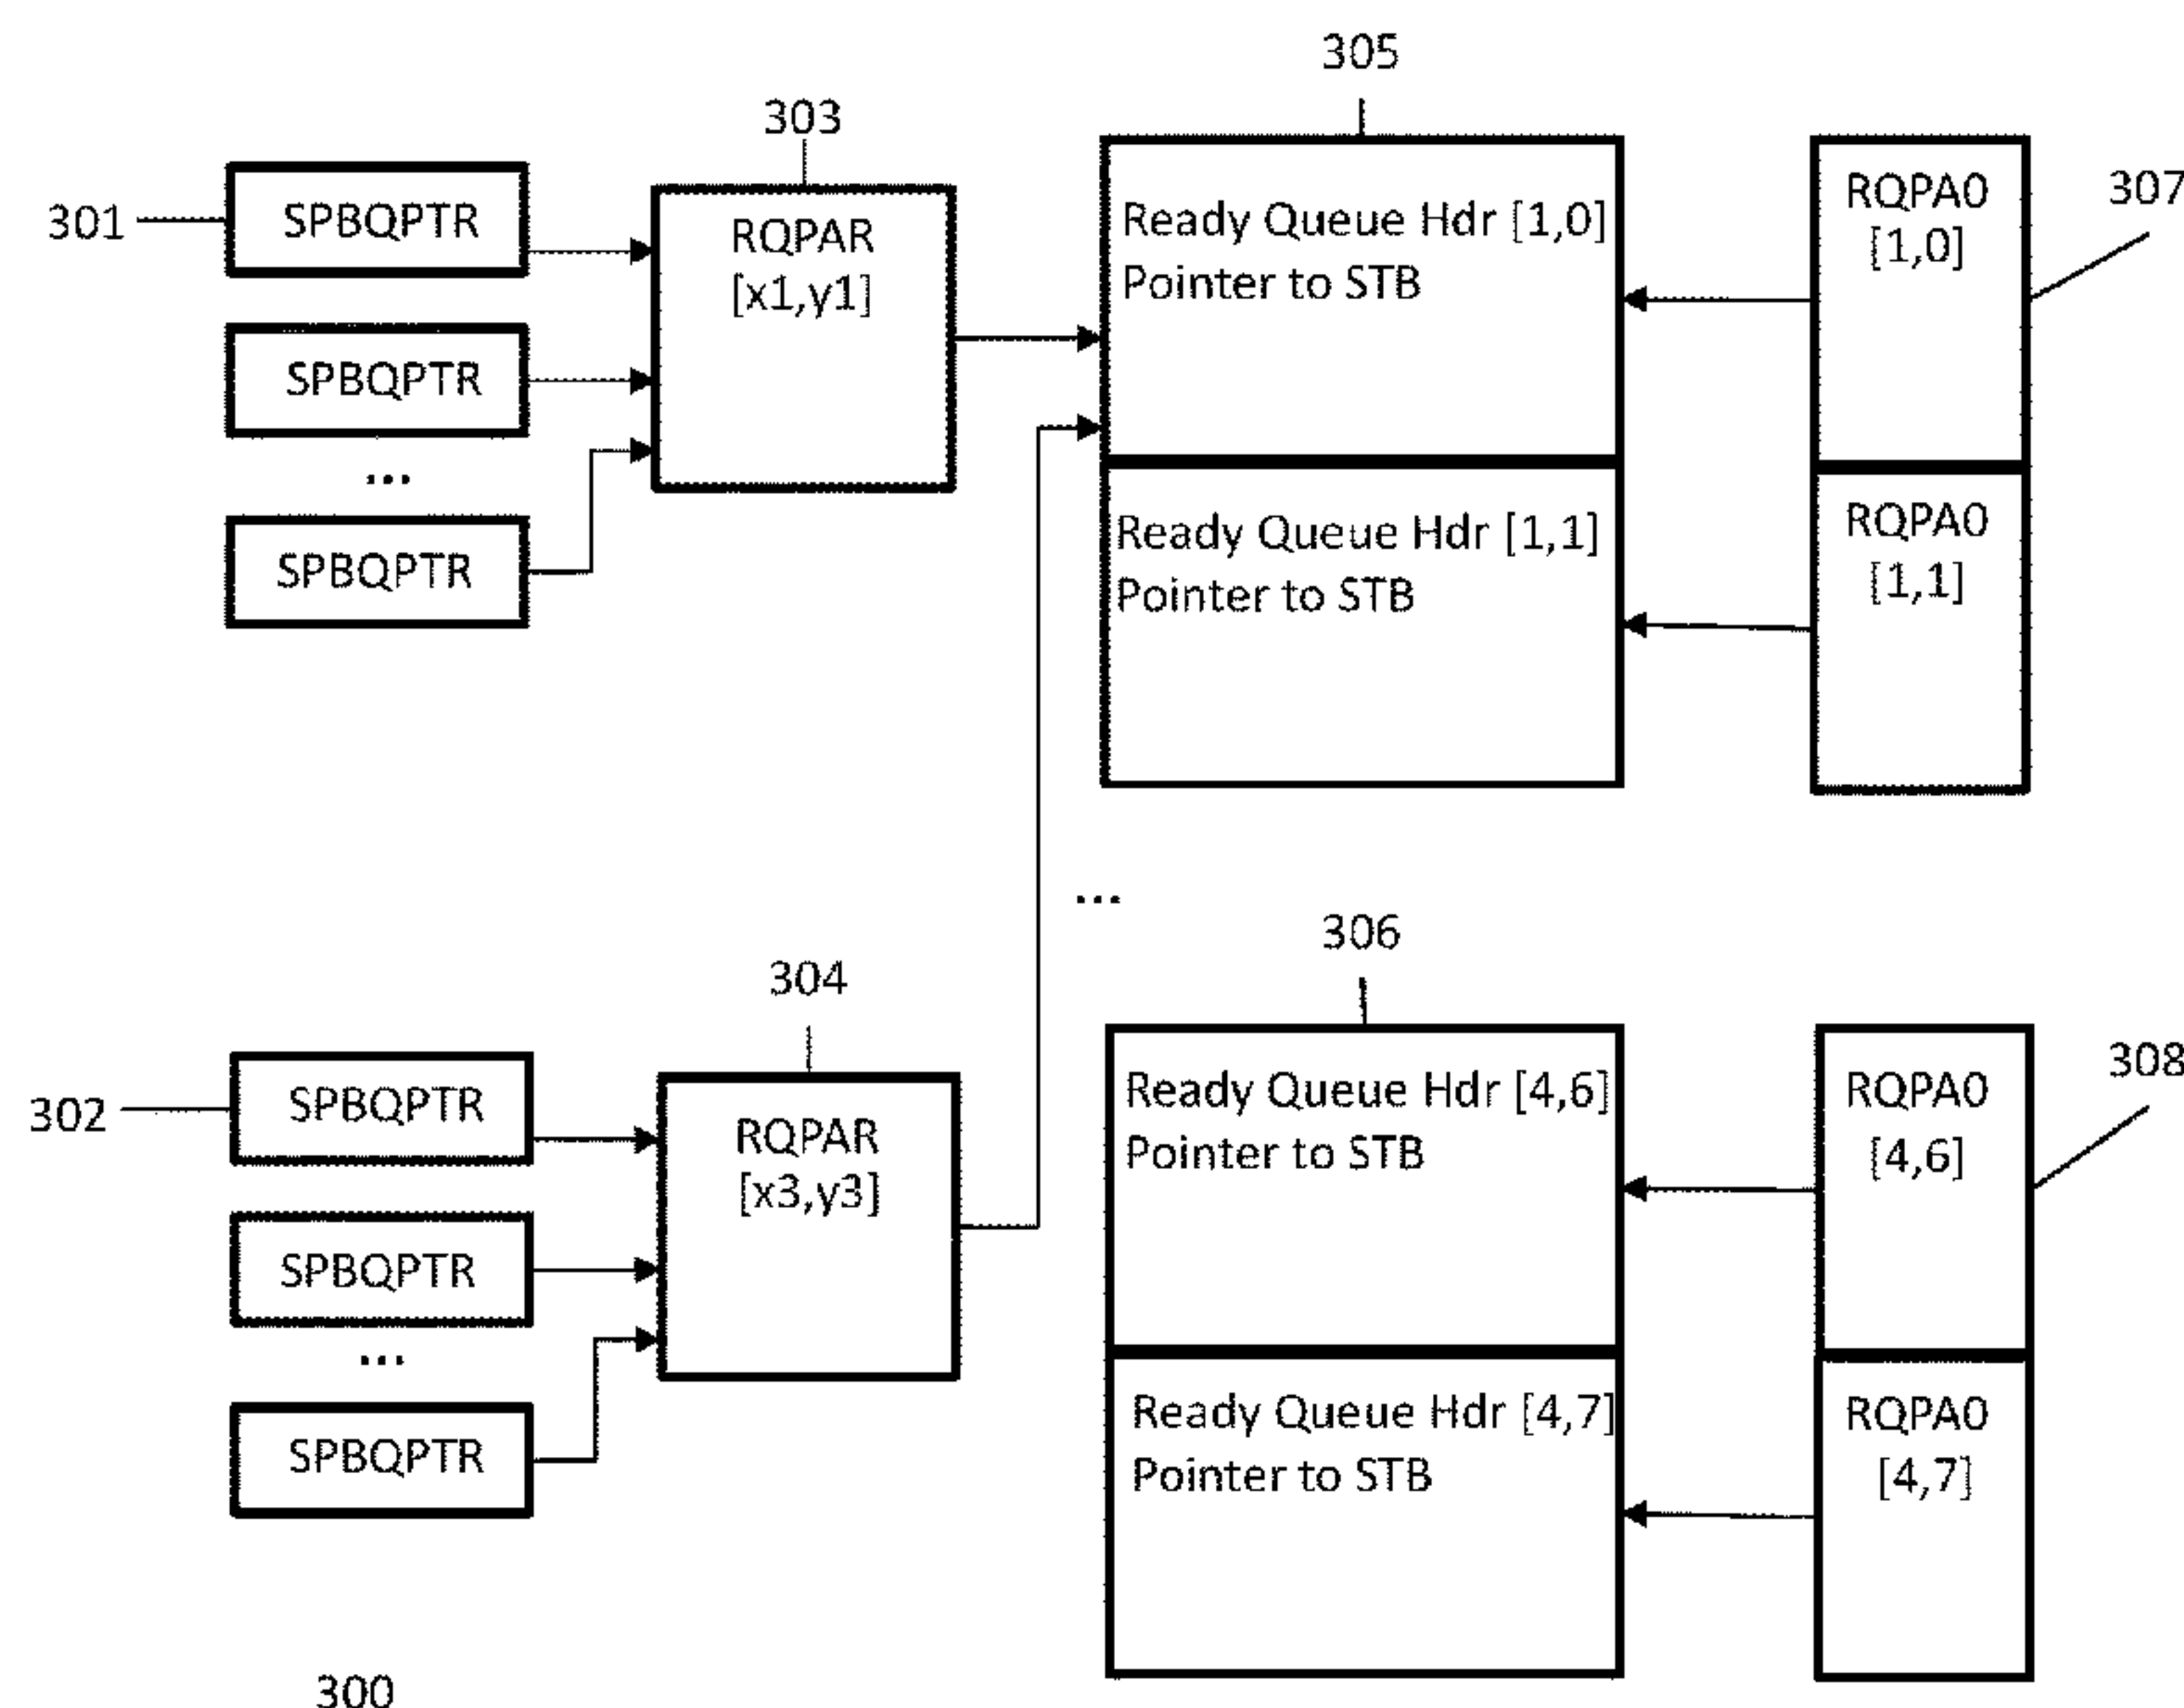 305
303
301
SPBQPTR
RQPAR
[x1,y1]
Ready Queue Hdr [1,0]
Pointer to STB
RQPA0
[1,0]
307
SPBQPTR
...
SPBQPTR
Ready Queue Hdr [1,1]
Pointer to STB
RQPA0
[1,1]
...
306
304
302
SPBQPTR
RQPAR
[x3,y3]
Ready Queue Hdr [4,6]
Pointer to STB
RQPA0
[4,6]
308
SPBQPTR
...
SPBQPTR
Ready Queue Hdr [4,7]
Pointer to STB
RQPA0
[4,7]
300